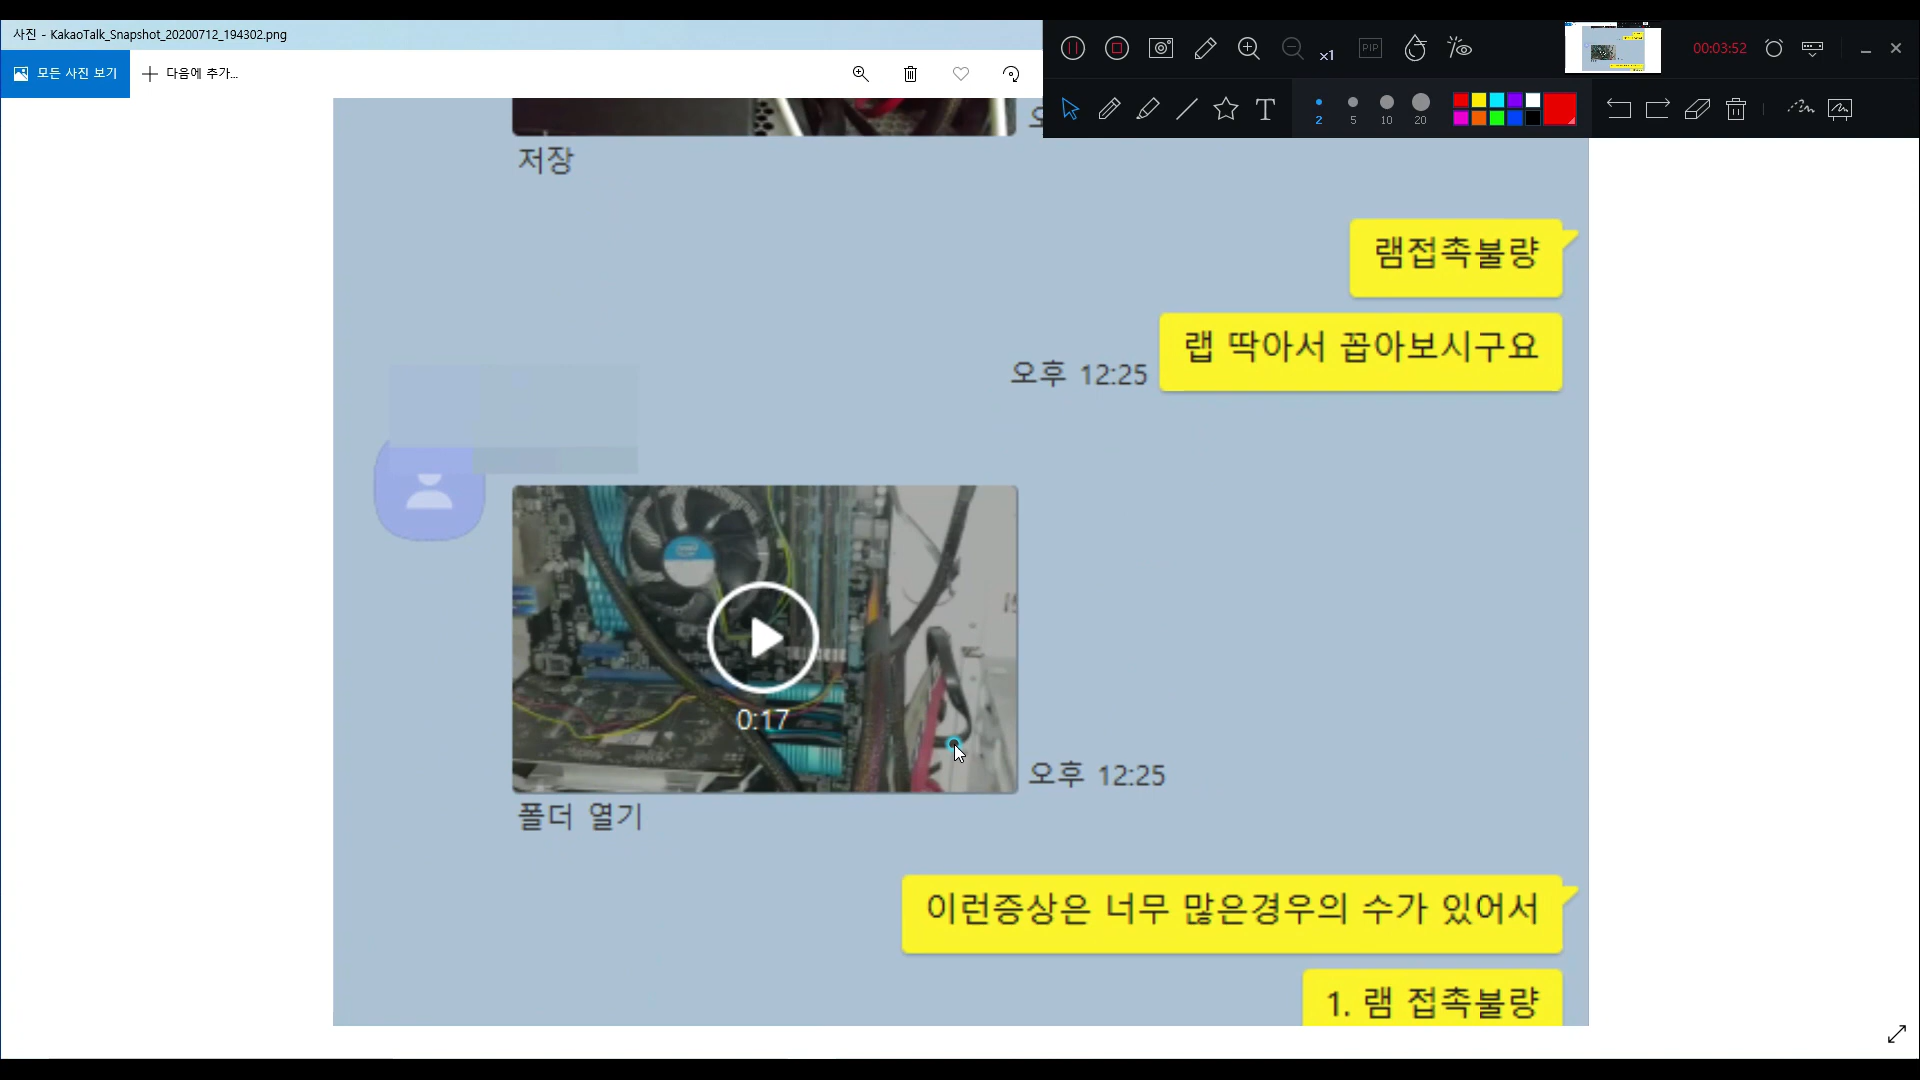 사진 - KakaoTalk_Snapshot_20200712_194302.png
모든 사진 보기
다음에 추가...
x1
PIP
00:03:52
T
2
5
10
20
저장
램접촉불량
랩 딱아서 꼽아보시구요
오후 12:25
0:17
오후 12:25
폴더 열기
이런증상은 너무 많은경우의 수가 있어서
1. 램 접촉불량